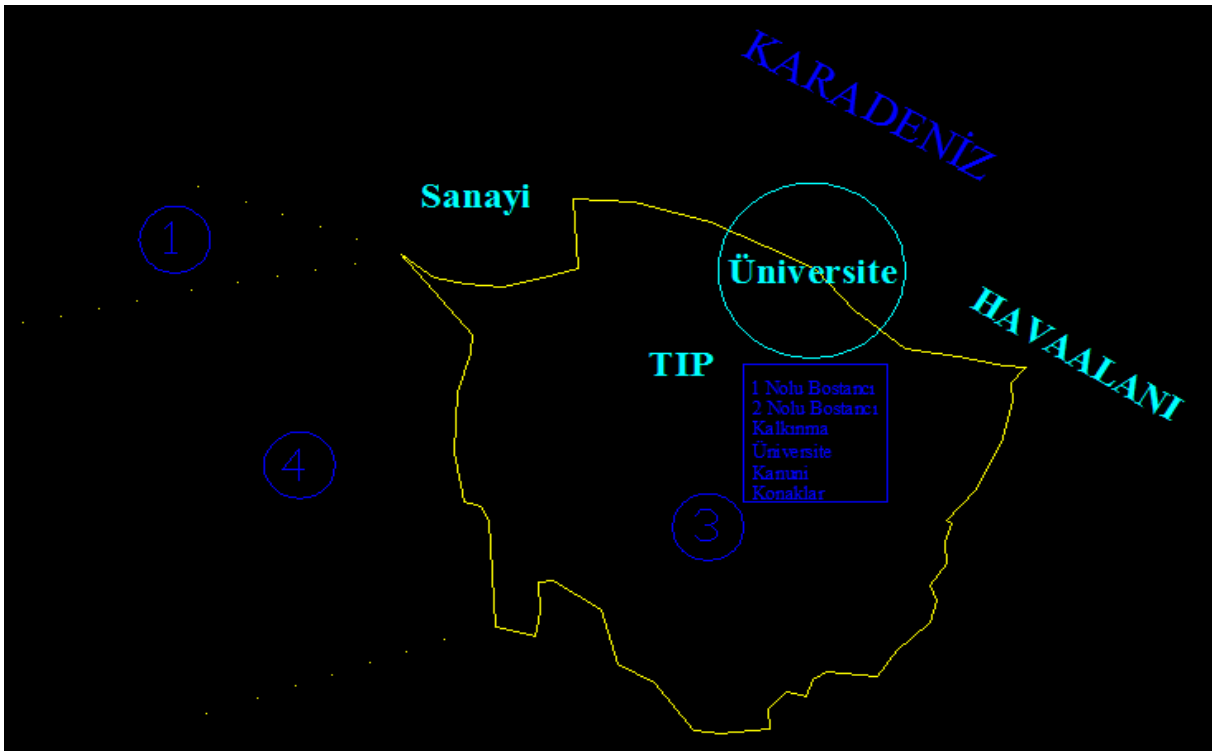 KARADENİZ
Sanayi
1
Üniversite
HAVAALANI
TIP
1 Nolu Bostancı
2 Nolu Bostancı
Kalkınma
Üniversite
Kanuni
Konaklar
4
3